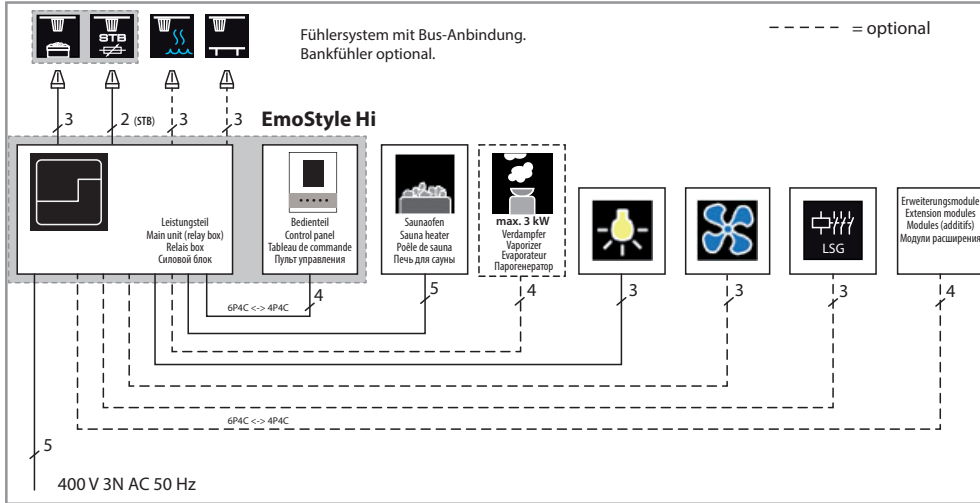 STB
Fühlersystem mit Bus-Anbindung.
Bankfühler optional.
= optional
3
2 (STB)
3
3
EmoStyle Hi
Leistungsteil
Main unit (relay box)
Relais box
Силовой блок
Bedienteil
Control panel
Tableau de commande
Пульт управления
Saunaofen
Sauna heater
Poêle de sauna
Печь для сауны
max. 3 kW
Verdampfer
Vaporizer
Evaporateur
Парогенератор
LSG
Erweiterungsmodule
Extension modules
Modules (additifs)
Модули расширения
6P4C <-> 4P4C
4
5
4
3
3
3
4
6P4C <-> 4P4C
5
400 V 3N AC 50 Hz